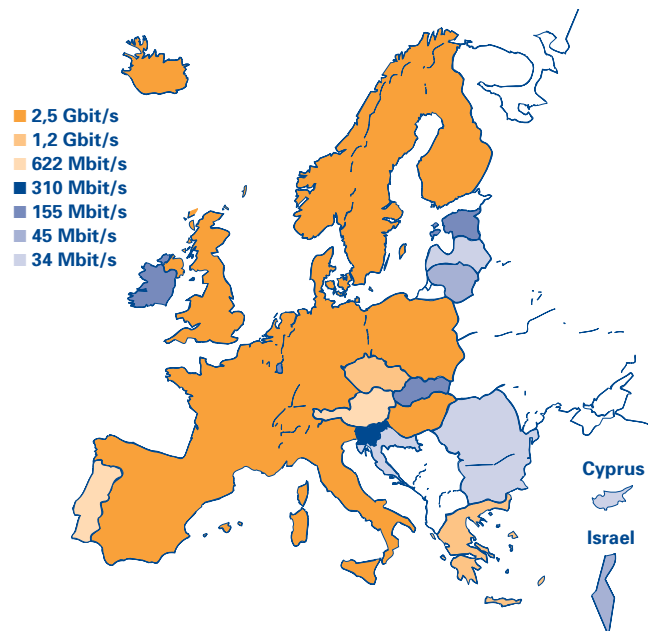 2,5 Gbit/s
1,2 Gbit/s
622 Mbit/s
310 Mbit/s
155 Mbit/s
45 Mbit/s
34 Mbit/s
Cyprus
Israel